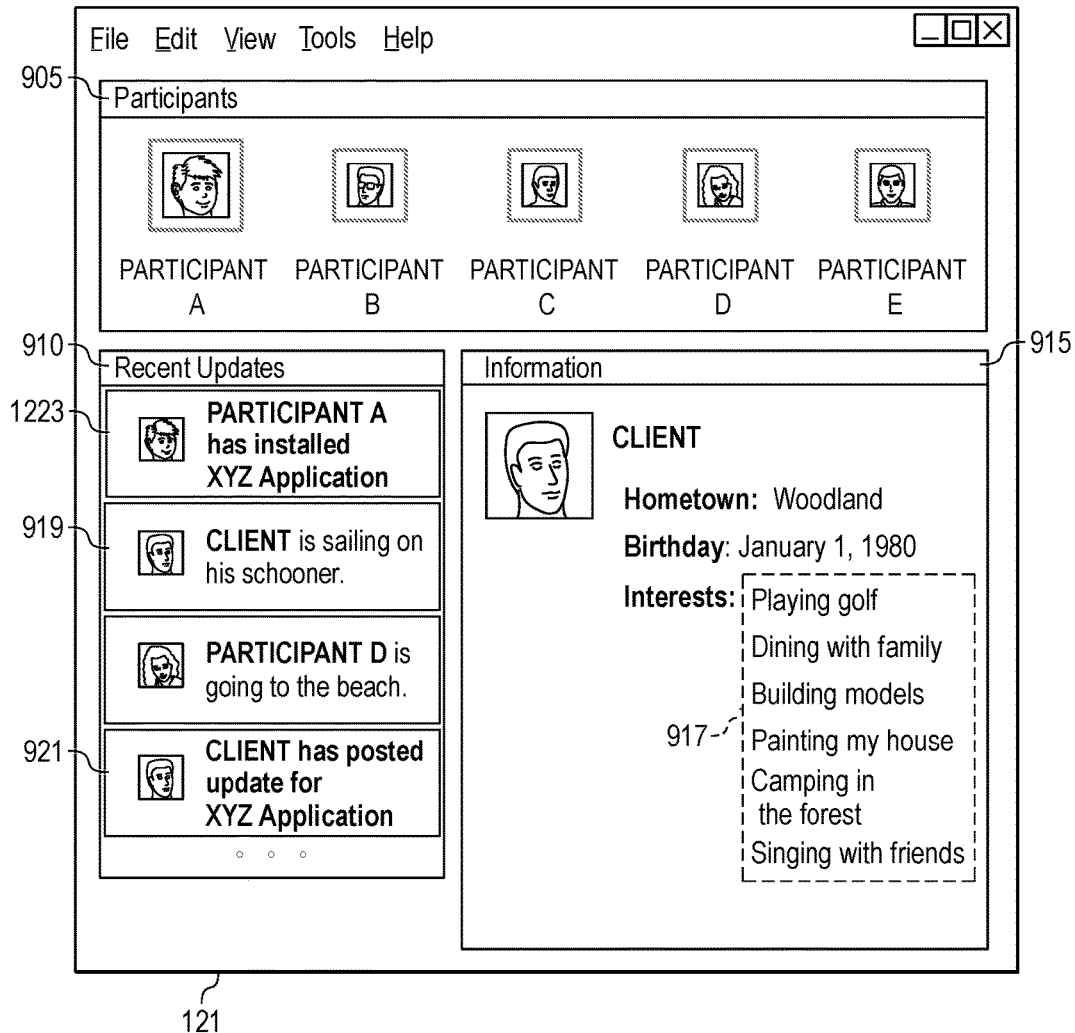 File Edit View Tools Help
905
Participants
PARTICIPANT A
PARTICIPANT B
PARTICIPANT C
PARTICIPANT D
PARTICIPANT E
910
Recent Updates
1223
PARTICIPANT A
has installed
XYZ Application
919
CLIENT is sailing on
his schooner.
PARTICIPANT D is
going to the beach.
921
CLIENT has posted
update for
XYZ Application
915
Information
CLIENT
Hometown: Woodland
Birthday: January 1, 1980
Interests: Playing golf
Dining with family
Building models
917
Painting my house
Camping in
the forest
Singing with friends
121